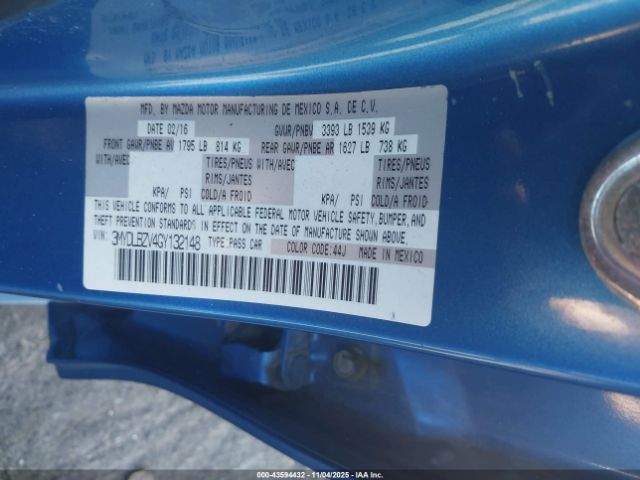 MFD. BY MAZDA MOTOR MANUFACTURING DE MEXICO S.A. DE C.V.
DATE 02/16 GVWR/PNBV 3393 LB 1539 KG
FRONT GAWR/PNBE AV 1795 LB 814 KG REAR GAWR/PNBE AR 1627 LB 738 KG
WITH/AVEC TIRES/PNEUS WITH/AVEC TIRES/PNEUS
RIMS/JANTES RIMS/JANTES
KPA/ PSI COLD/A FROID KPA/ PSI COLD/A FROID
THIS VEHICLE CONFORMS TO ALL APPLICABLE FEDERAL MOTOR VEHICLE SAFETY, BUMPER, AND
THEFT PREVENTION STANDARDS IN EFFECT ON THE DATE OF MANUFACTURE SHOWN ABOVE.
VIN: 3MYDLBZV4GY132148 TYPE: PASS CAR COLOR CODE: 44J MADE IN MEXICO
IAA 000-43594432 - 11/04/2025 - IAAI.COM